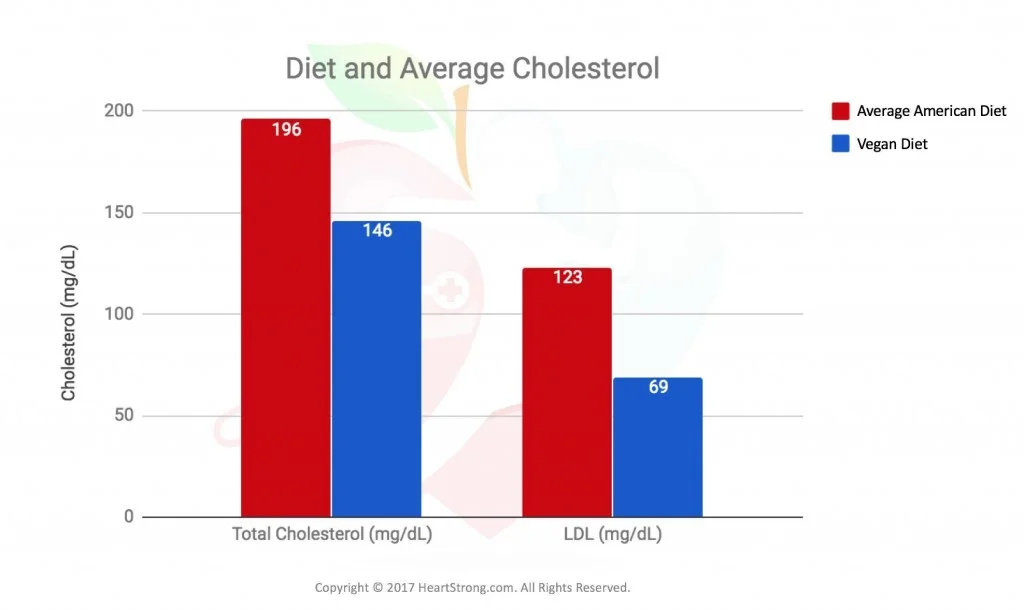 Diet and Average Cholesterol
Average American Diet
Vegan Diet
Cholesterol (mg/dL)
200
150
100
50
0
196
146
123
69
Total Cholesterol (mg/dL)
LDL (mg/dL)
Copyright © 2017 HeartStrong.com. All Rights Reserved.